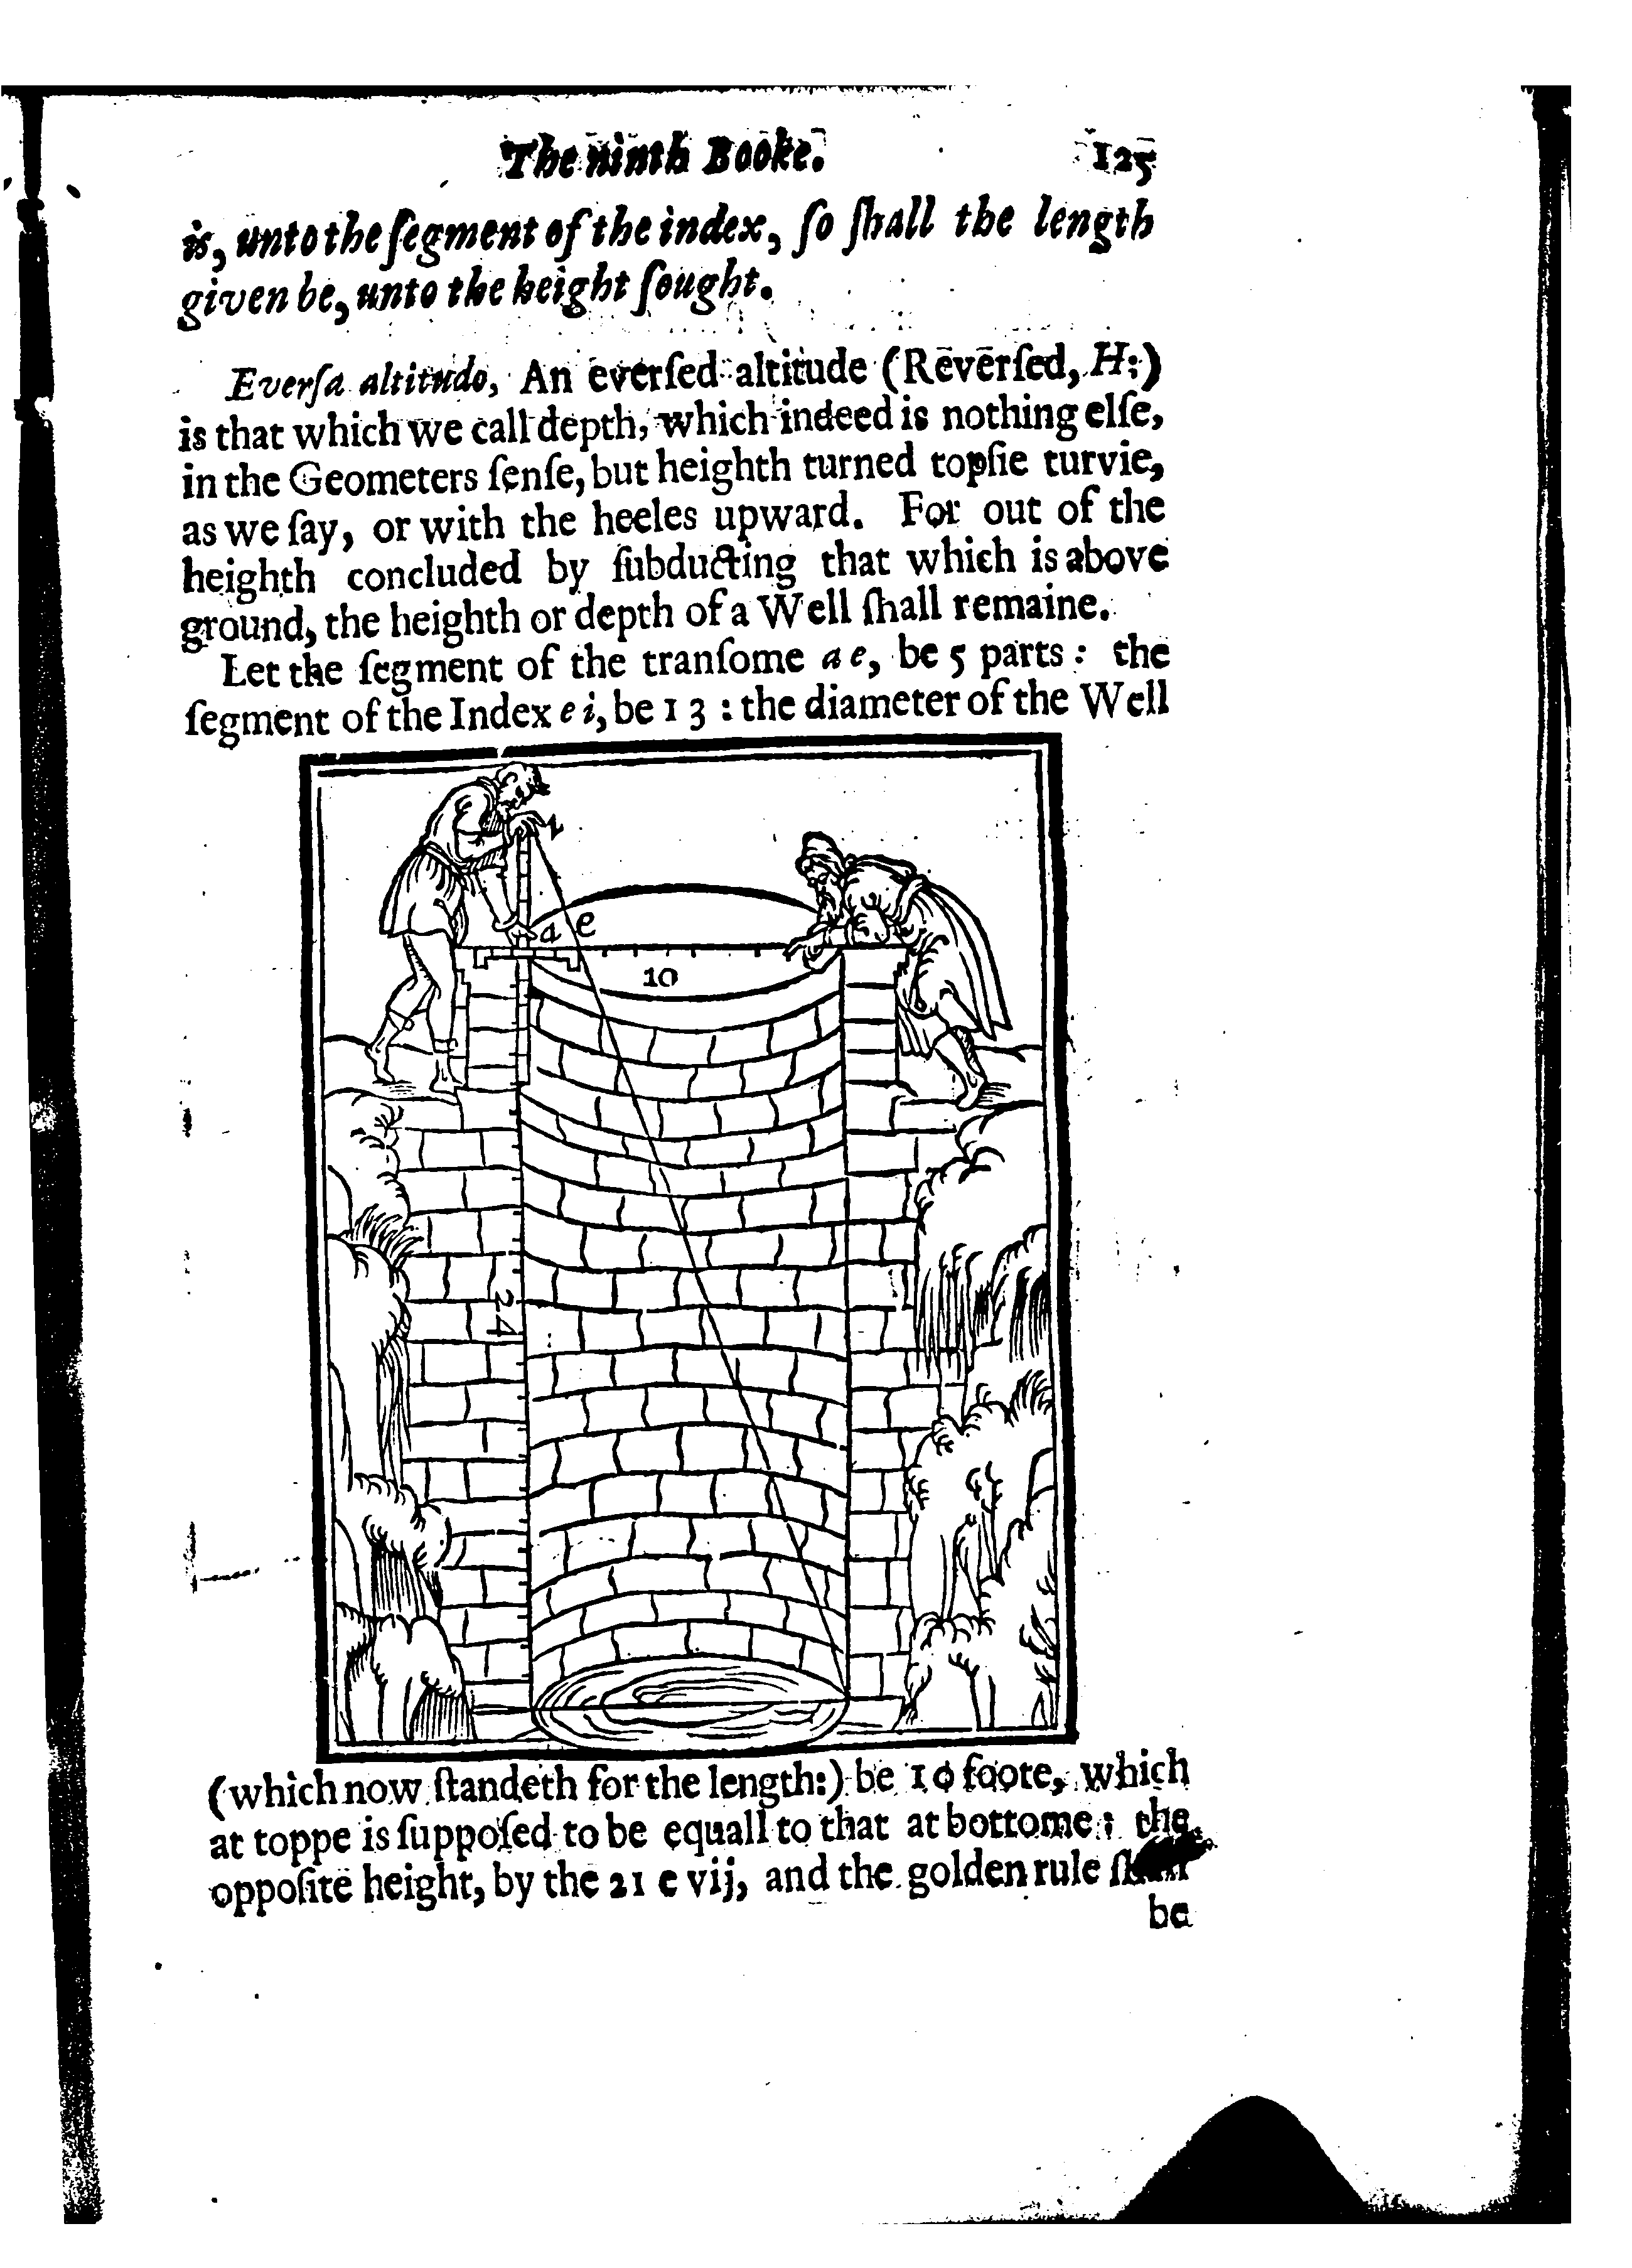 The ninth Booke. 125
is, unto the ſegment of the index, ſo ſhall the length
given be, unto the height ſought.
Everſa altitudo, An everſed altitude (Reverſed, H:)
is that which we call depth, which indeed is nothing elſe,
in the Geometers ſenſe, but heighth turned topſie turvie,
as we ſay, or with the heeles upward. For out of the
heighth concluded by ſubducting that which is above
ground, the heighth or depth of a Well ſhall remaine.
Let the ſegment of the tranſome a e, be 5 parts: the
ſegment of the Index e i, be 13: the diameter of the Well
a e
10
24
(which now ſtandeth for the length:) be 10 foote, which
at toppe is ſuppoſed to be equall to that at bottome: the
oppoſite height, by the 21 e vij, and the golden rule
be